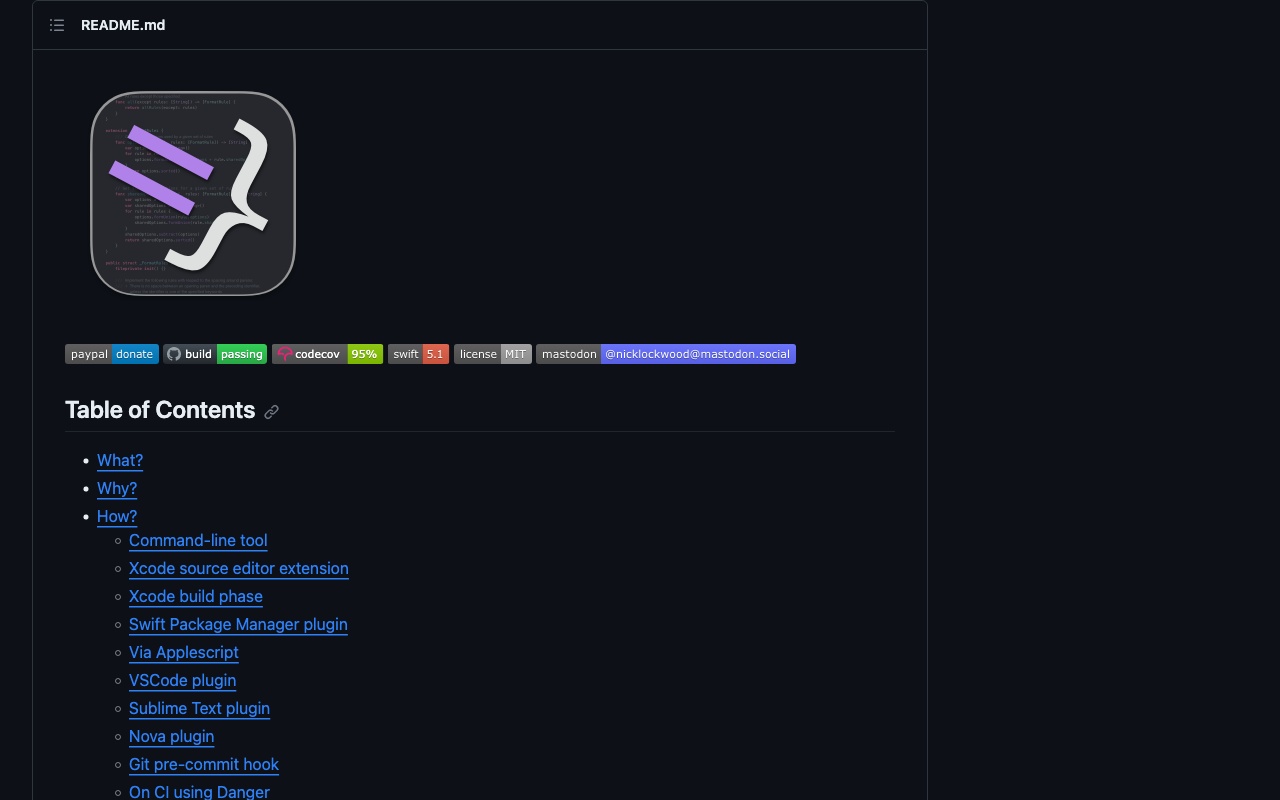 README.md
paypal donate build passing codecov 95% swift 5.1 license MIT mastodon @nicklockwood@mastodon.social
Table of Contents
What?
Why?
How?
Command-line tool
Xcode source editor extension
Xcode build phase
Swift Package Manager plugin
Via Applescript
VSCode plugin
Sublime Text plugin
Nova plugin
Git pre-commit hook
On CI using Danger